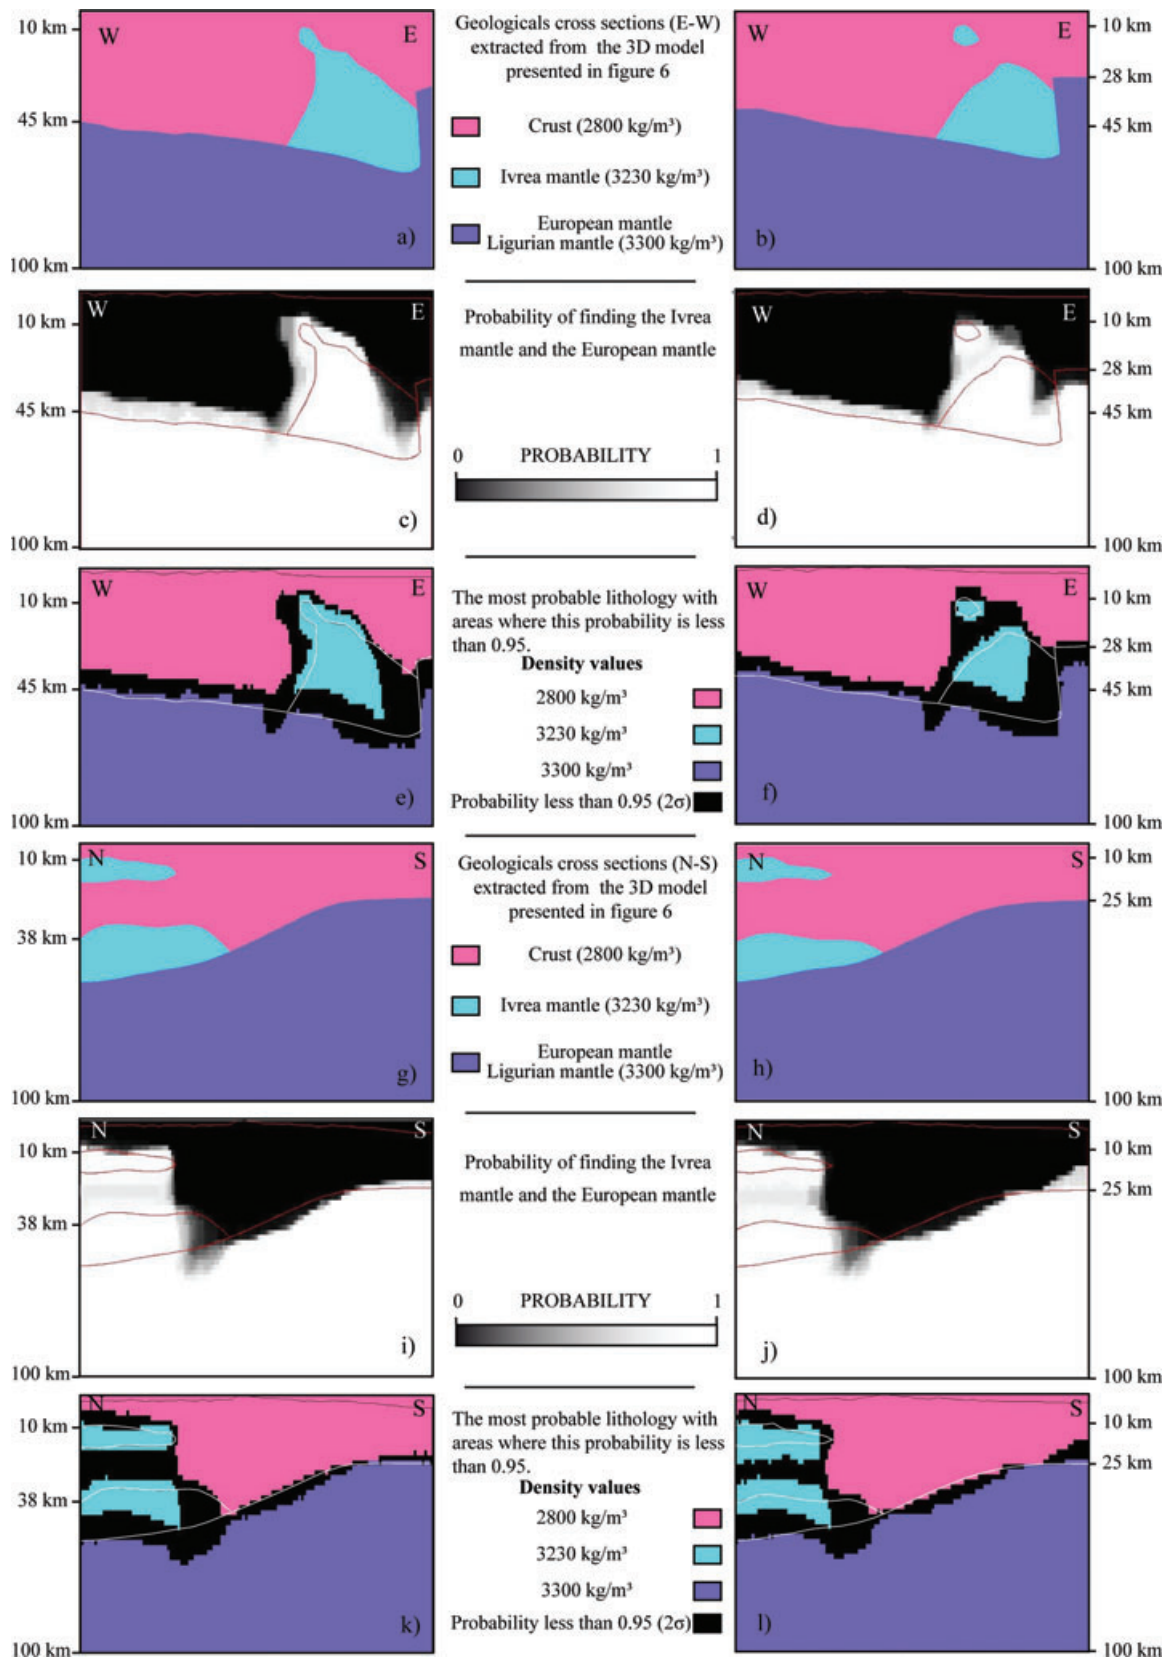 10 km
W
E
45 km
a)
100 km
Geologicals cross sections (E-W)
extracted from the 3D model
presented in figure 6
Crust (2800 kg/m³)
Ivrea mantle (3230 kg/m³)
European mantle
Ligurian mantle (3300 kg/m³)
W
E
10 km
28 km
45 km
b)
100 km
W
E
10 km
45 km
c)
100 km
Probability of finding the Ivrea
mantle and the European mantle
0 PROBABILITY 1
W
E
10 km
28 km
45 km
d)
100 km
W
E
10 km
45 km
e)
100 km
The most probable lithology with
areas where this probability is less
than 0.95.
Density values
2800 kg/m³
3230 kg/m³
3300 kg/m³
Probability less than 0.95 (2σ)
W
E
10 km
28 km
45 km
f)
100 km
N
S
10 km
38 km
g)
100 km
Geologicals cross sections (N-S)
extracted from the 3D model
presented in figure 6
Crust (2800 kg/m³)
Ivrea mantle (3230 kg/m³)
European mantle
Ligurian mantle (3300 kg/m³)
N
S
10 km
25 km
h)
100 km
N
S
10 km
38 km
i)
100 km
Probability of finding the Ivrea
mantle and the European mantle
0 PROBABILITY 1
N
S
10 km
25 km
j)
100 km
N
S
10 km
38 km
k)
100 km
The most probable lithology with
areas where this probability is less
than 0.95.
Density values
2800 kg/m³
3230 kg/m³
3300 kg/m³
Probability less than 0.95 (2σ)
N
S
10 km
25 km
l)
100 km